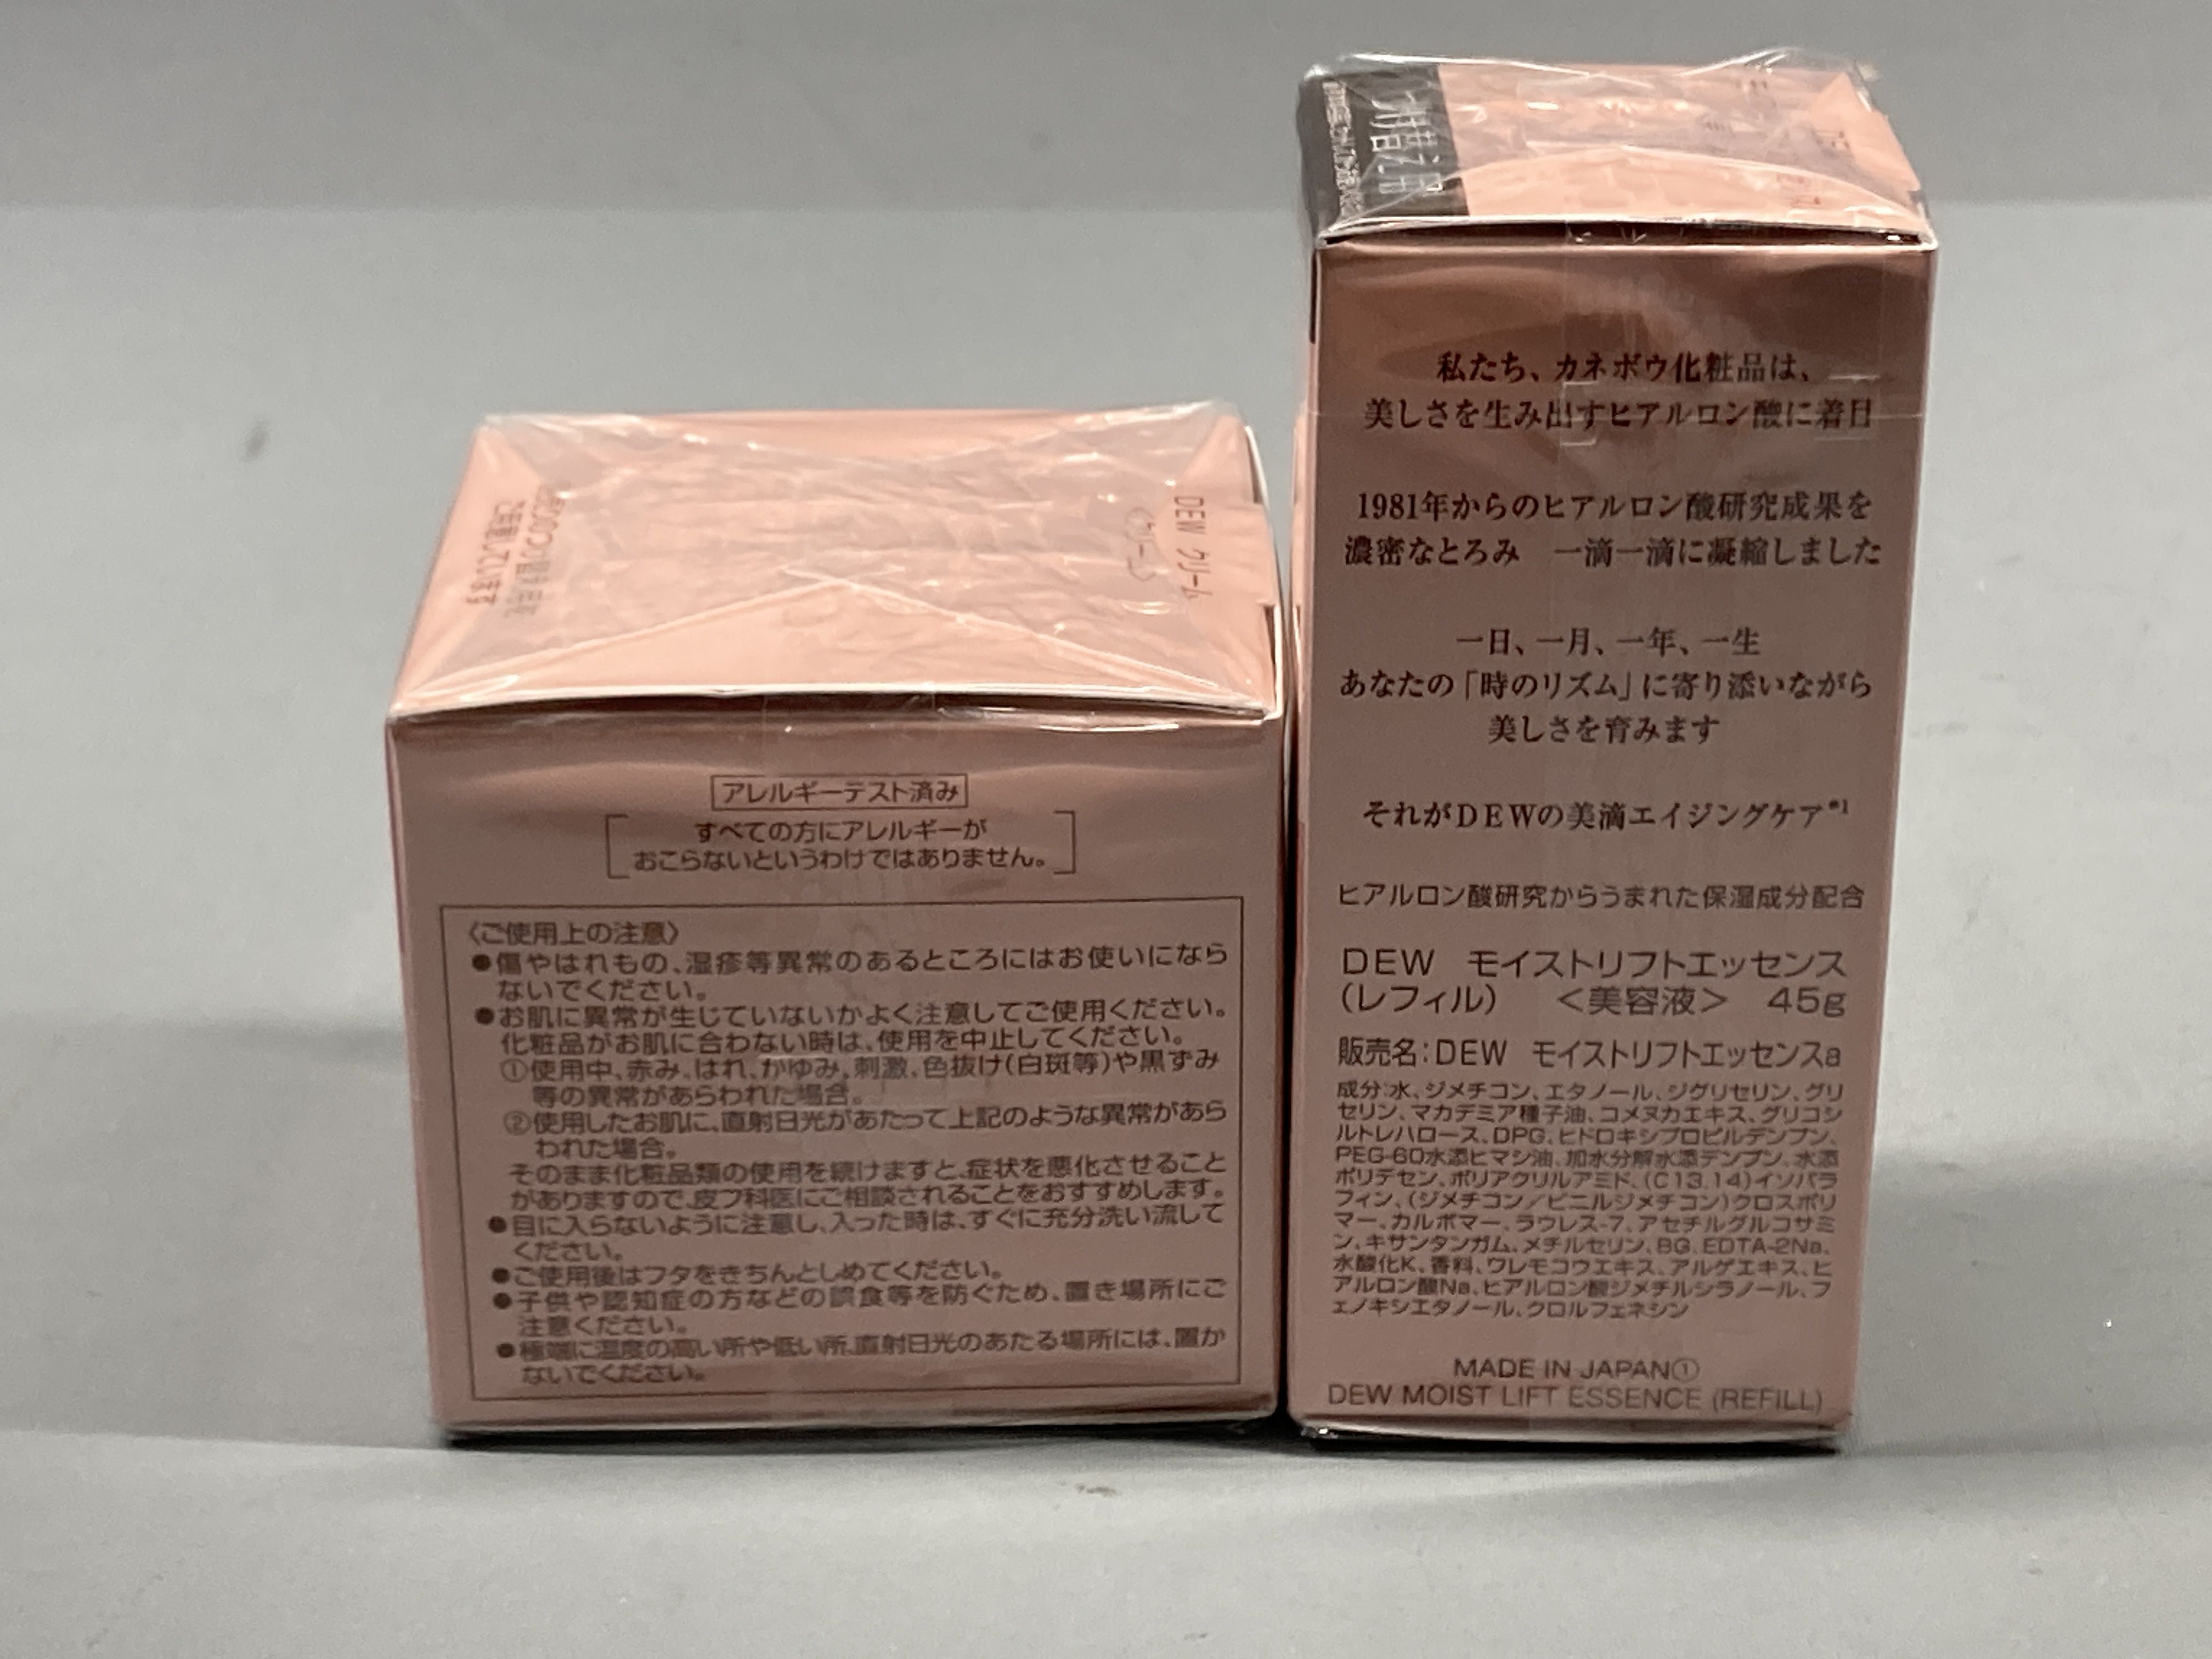 DEW クリーム
〈クリーム〉
ご用意しています
アレルギーテスト済み
すべての方にアレルギーが
おこらないというわけではありません。
〈ご使用上の注意〉
●傷やはれもの、湿疹等異常のあるところにはお使いになら
ないでください。
●お肌に異常が生じていないかよく注意してご使用ください。
化粧品がお肌に合わない時は、使用を中止してください。
①使用中、赤み、はれ、かゆみ、刺激、色抜け(白斑等)や黒ずみ
等の異常があらわれた場合。
②使用したお肌に、直射日光があたって上記のような異常があら
われた場合。
そのまま化粧品類の使用を続けますと、症状を悪化させること
がありますので、皮フ科医にご相談されることをおすすめします。
●目に入らないように注意し、入った時は、すぐに充分洗い流して
ください。
●ご使用後はフタをきちんとしめてください。
●子供や認知症の方などの誤食等を防ぐため、置き場所にご
注意ください。
●極端に温度の高い所や低い所、直射日光のあたる場所には、置か
ないでください。
付替え用
私たち、カネボウ化粧品は、
美しさを生み出すヒアルロン酸に着目
1981年からのヒアルロン酸研究成果を
濃密なとろみ 一滴一滴に凝縮しました
一日、一月、一年、一生
あなたの「時のリズム」に寄り添いながら
美しさを育みます
それがDEWの美滴エイジングケア*1
ヒアルロン酸研究からうまれた保湿成分配合
DEW モイストリフトエッセンス
(レフィル) <美容液> 45g
販売名:DEW モイストリフトエッセンスa
成分:水、ジメチコン、エタノール、ジグリセリン、グリ
セリン、マカデミア種子油、コメヌカエキス、グリコシ
ルトレハロース、DPG、ヒドロキシプロピルデンプン、
PEG-60水添ヒマシ油、加水分解水添デンプン、水添
ポリデセン、ポリアクリルアミド、(C13,14)イソパラ
フィン、(ジメチコン/ビニルジメチコン)クロスポリ
マー、カルボマー、ラウレス-7、アセチルグルコサミ
ン、キサンタンガム、メチルセリン、BG、EDTA-2Na、
水酸化K、香料、ワレモコウエキス、アルゲエキス、ヒ
アルロン酸Na、ヒアルロン酸ジメチルシラノール、フ
ェノキシエタノール、クロルフェネシン
MADE IN JAPAN①
DEW MOIST LIFT ESSENCE (REFILL)